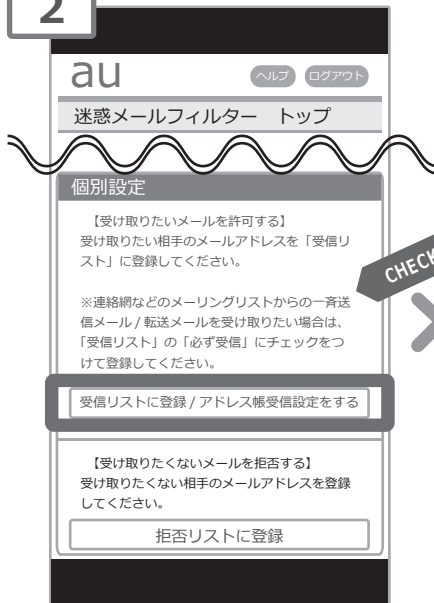 2
au
ヘルプ
ログアウト
迷惑メールフィルター　トップ
個別設定
【受け取りたいメールを許可する】
受け取りたい相手のメールアドレスを「受信リ
スト」に登録してください。
※連絡網などのメーリングリストからの一斉送
信メール / 転送メールを受け取りたい場合は、
「受信リスト」の「必ず受信」にチェックをつ
けて登録してください。
CHECK
受信リストに登録 / アドレス帳受信設定をする
【受け取りたくないメールを拒否する】
受け取りたくない相手のメールアドレスを登録
してください。
拒否リストに登録